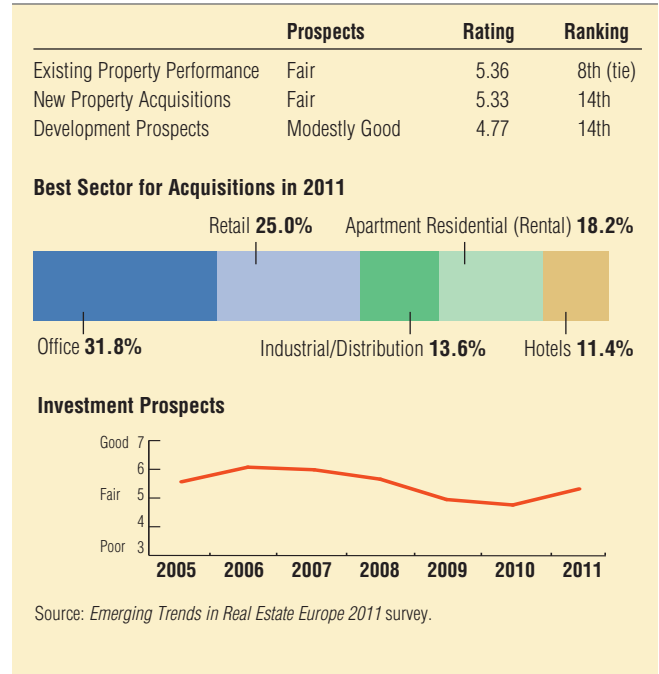 Prospects Rating Ranking
Existing Property Performance Fair 5.36 8th (tie)
New Property Acquisitions Fair 5.33 14th
Development Prospects Modestly Good 4.77 14th
Best Sector for Acquisitions in 2011
Retail 25.0% Apartment Residential (Rental) 18.2%
Office 31.8% Industrial/Distribution 13.6% Hotels 11.4%
Investment Prospects
Good 7
6
Fair 5
4
Poor 3
2005 2006 2007 2008 2009 2010 2011
Source: Emerging Trends in Real Estate Europe 2011 survey.